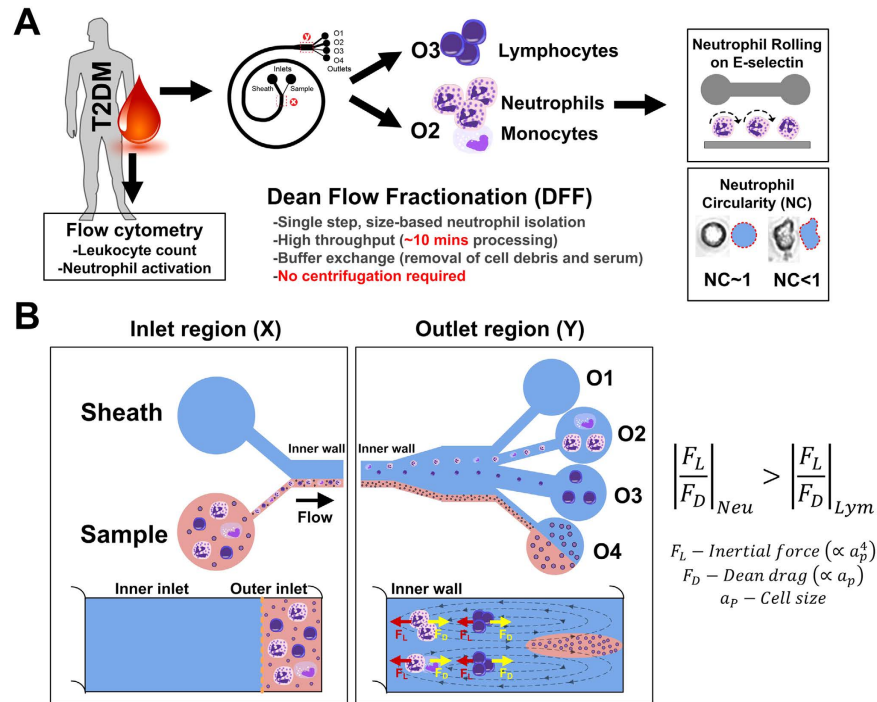 A
T2DM
Flow cytometry
-Leukocyte count
-Neutrophil activation
Y
O1
O2
O3
O4
Outlets
Inlets
Sheath
Sample
X
O3
Lymphocytes
Neutrophils
O2
Monocytes
Dean Flow Fractionation (DFF)
-Single step, size-based neutrophil isolation
-High throughput (~10 mins processing)
-Buffer exchange (removal of cell debris and serum)
-No centrifugation required
Neutrophil Rolling
on E-selectin
Neutrophil
Circularity (NC)
NC~1
NC<1
B
Inlet region (X)
Sheath
Inner wall
Flow
Sample
Inner inlet
Outer inlet
Outlet region (Y)
Inner wall
O1
O2
O3
O4
Inner wall
F_L F_D F_L F_D
F_L F_D F_L F_D
|F_L/F_D|_Neu > |F_L/F_D|_Lym
F_L − Inertial force (∝ a_p^4)
F_D − Dean drag (∝ a_p)
a_P − Cell size